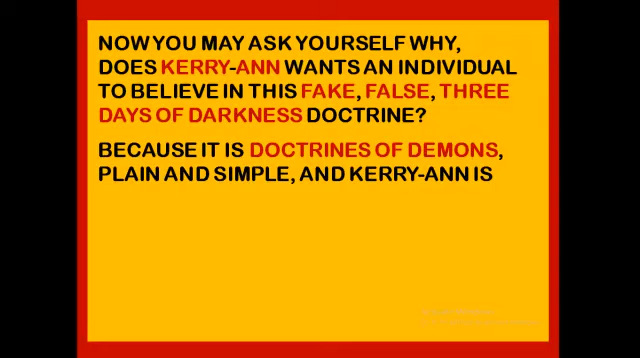 NOW YOU MAY ASK YOURSELF WHY,
DOES KERRY-ANN WANTS AN INDIVIDUAL
TO BELIEVE IN THIS FAKE, FALSE, THREE
DAYS OF DARKNESS DOCTRINE?
BECAUSE IT IS DOCTRINES OF DEMONS,
PLAIN AND SIMPLE, AND KERRY-ANN IS